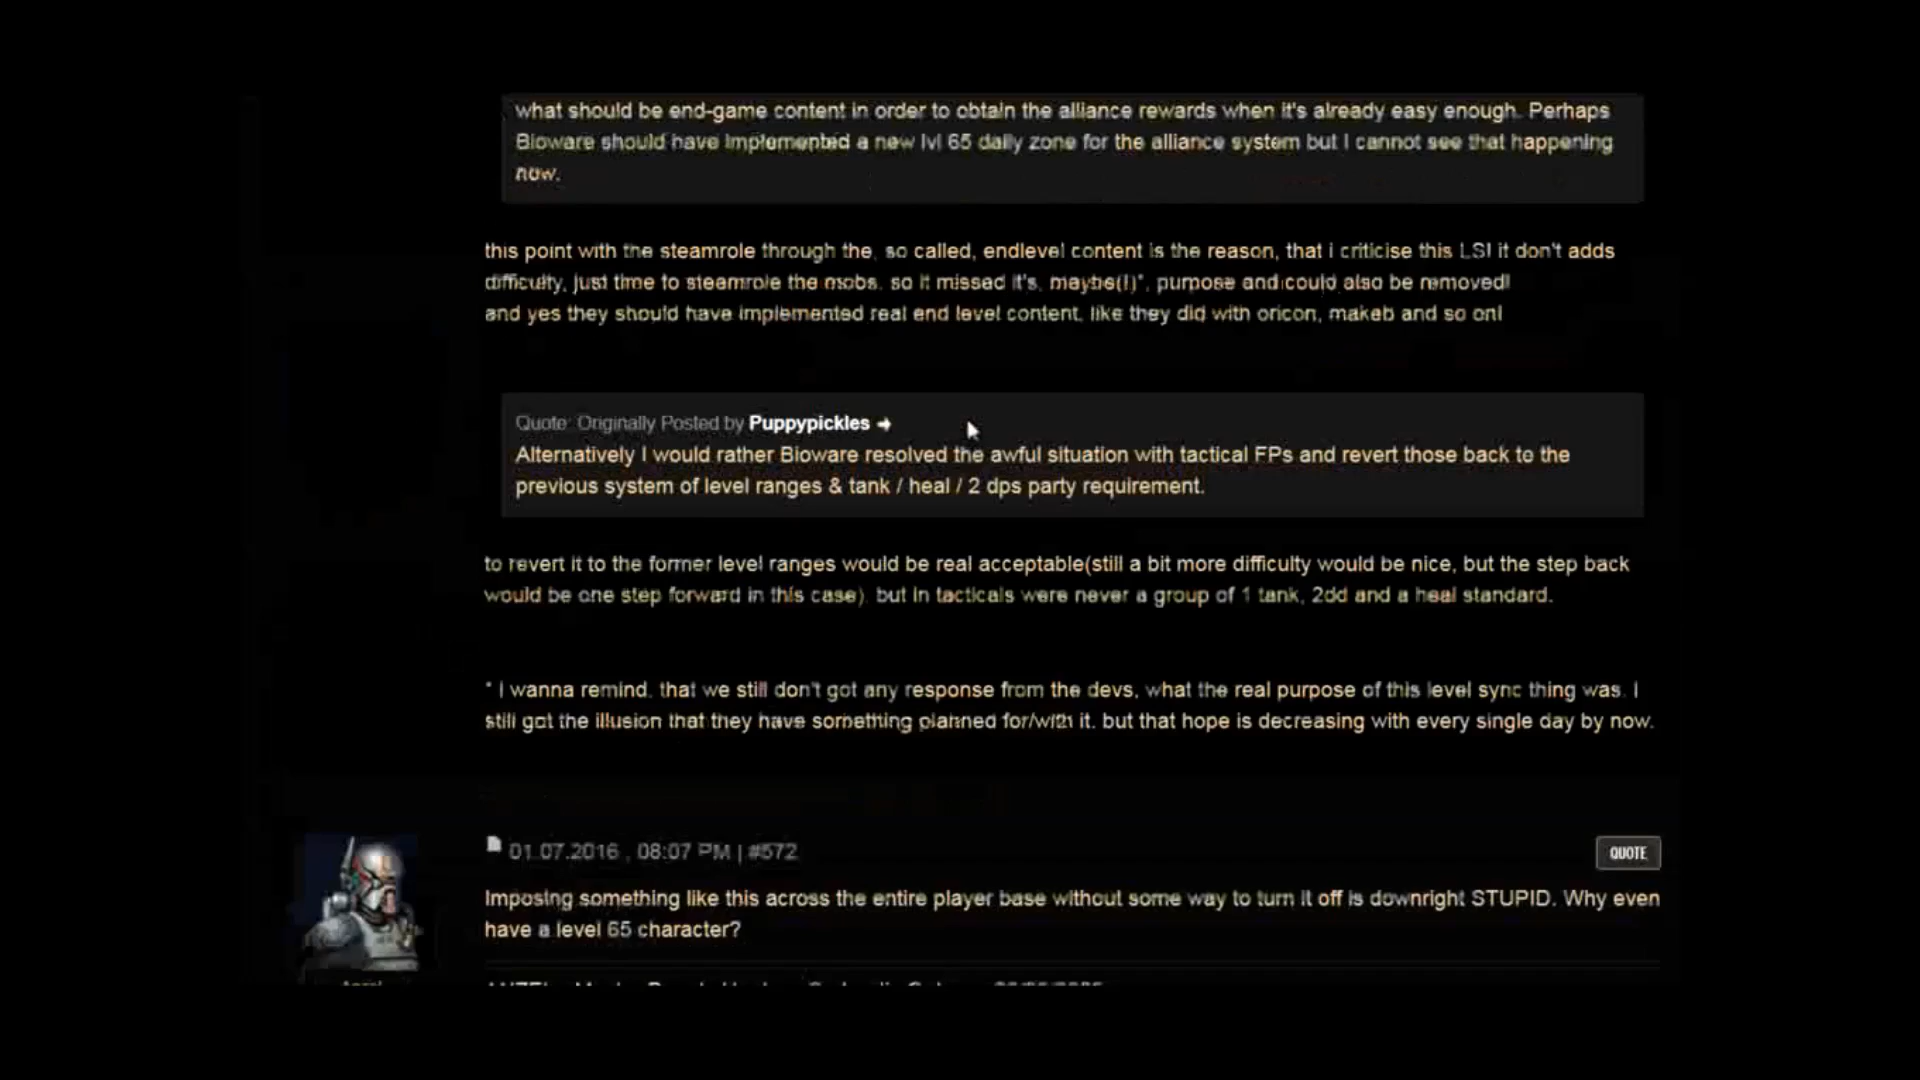 what should be end-game content in order to obtain the alliance rewards when it's already easy enough. Perhaps
Bioware should have implemented a new lvl 65 daily zone for the alliance system but I cannot see that happening
now.
this point with the steamrole through the, so called, endlevel content is the reason, that i criticise this LS! it don't adds
difficulty, just time to steamrole the mobs. so it missed it's, maybe(!)*, purpose and could also be removed!
and yes they should have implemented real end level content, like they did with oricon, makeb and so on!
Quote: Originally Posted by Puppypickles
Alternatively I would rather Bioware resolved the awful situation with tactical FPs and revert those back to the
previous system of level ranges & tank / heal / 2 dps party requirement.
to revert it to the former level ranges would be real acceptable(still a bit more difficulty would be nice, but the step back
would be one step forward in this case). but in tacticals were never a group of 1 tank, 2dd and a heal standard.
* I wanna remind, that we still don't got any response from the devs, what the real purpose of this level sync thing was. I
still got the illusion that they have something planned for/with it. but that hope is decreasing with every single day by now.
01.07.2016 , 08:07 PM | #572
QUOTE
Imposing something like this across the entire player base without some way to turn it off is downright STUPID. Why even
have a level 65 character?